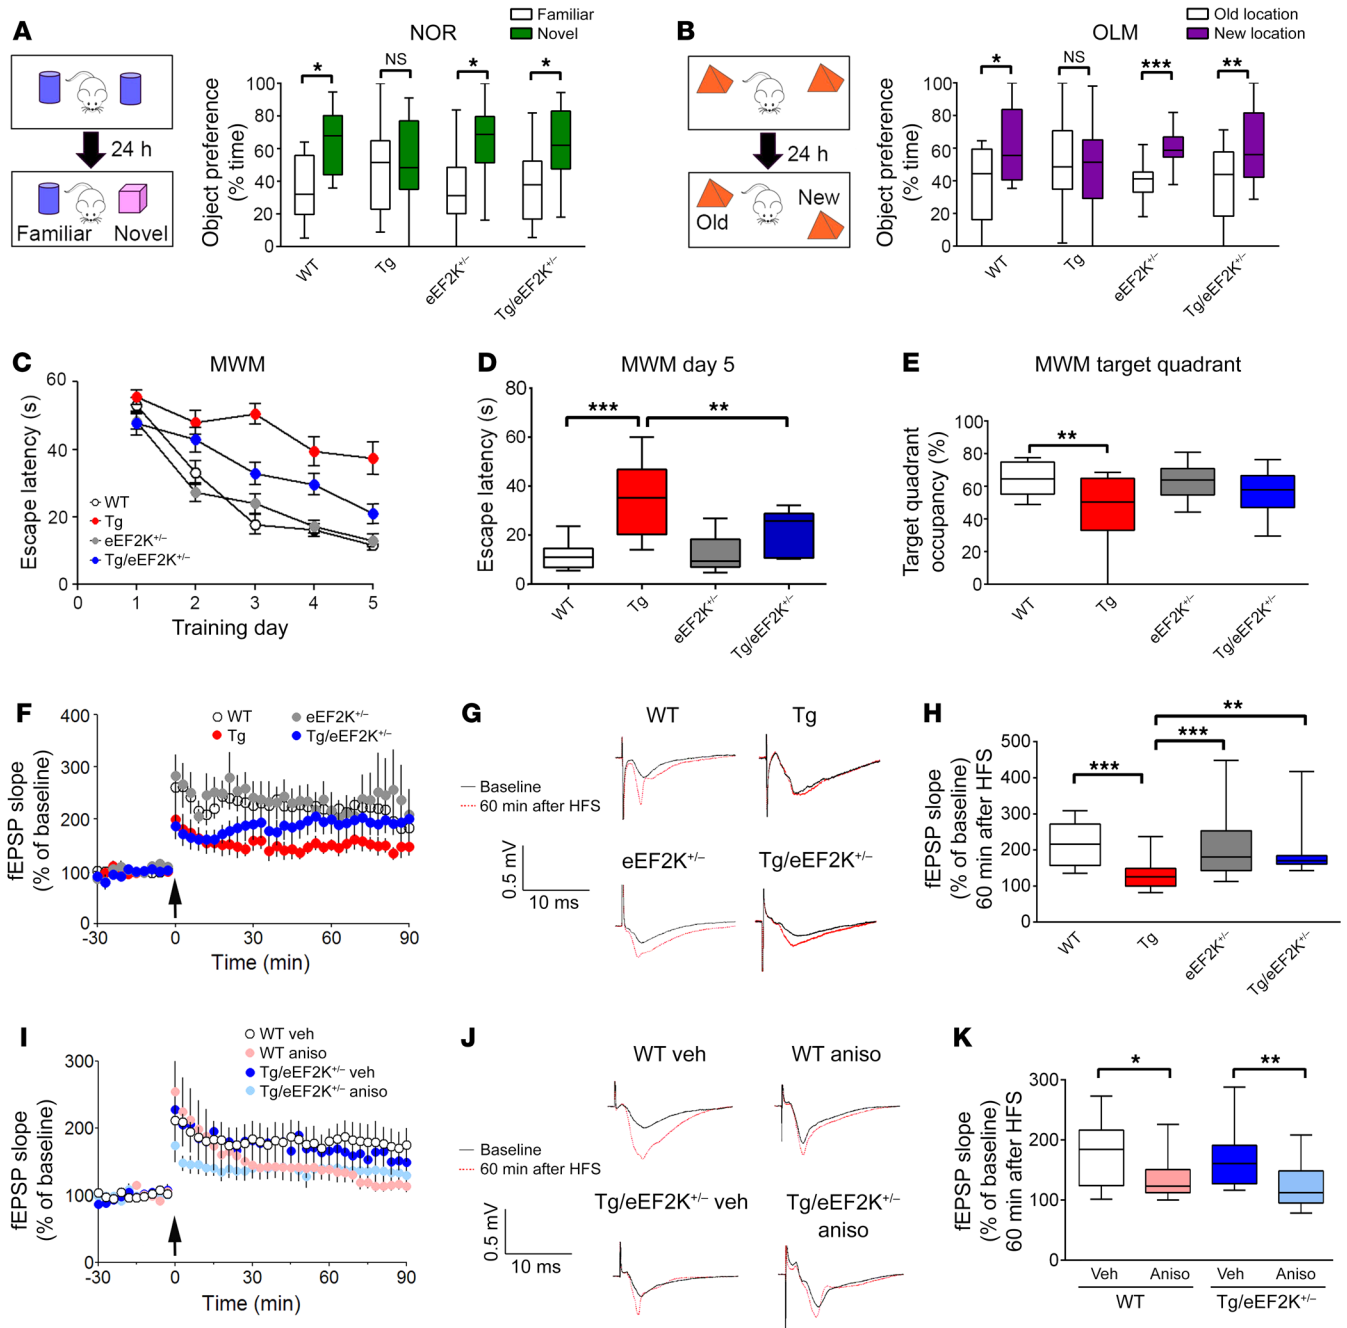 A
NOR
Familiar
Novel
24 h
Familiar Novel
Object preference
(% time)
100
80
60
40
20
0
*
NS
*
*
WT
Tg
eEF2K+/–
Tg/eEF2K+/–
B
OLM
Old location
New location
24 h
Old
New
Object preference
(% time)
100
80
60
40
20
0
*
NS
***
**
WT
Tg
eEF2K+/–
Tg/eEF2K+/–
C
MWM
Escape latency (s)
60
40
20
0
WT
Tg
eEF2K+/–
Tg/eEF2K+/–
0 1 2 3 4 5
Training day
D
MWM day 5
Escape latency (s)
80
60
40
20
0
***
**
WT
Tg
eEF2K+/–
Tg/eEF2K+/–
E
MWM target quadrant
Target quadrant
occupancy (%)
100
80
60
40
20
0
**
WT
Tg
eEF2K+/–
Tg/eEF2K+/–
F
fEPSP slope
(% of baseline)
400
300
200
100
0
WT
Tg
eEF2K+/–
Tg/eEF2K+/–
-30 0 30 60 90
Time (min)
G
WT Tg
Baseline
60 min after HFS
eEF2K+/– Tg/eEF2K+/–
0.5 mV
10 ms
H
fEPSP slope
(% of baseline)
60 min after HFS
500
400
300
200
100
0
***
***
**
WT
Tg
eEF2K+/–
Tg/eEF2K+/–
I
fEPSP slope
(% of baseline)
300
200
100
0
WT veh
WT aniso
Tg/eEF2K+/– veh
Tg/eEF2K+/– aniso
-30 0 30 60 90
Time (min)
J
WT veh WT aniso
Baseline
60 min after HFS
Tg/eEF2K+/– veh
Tg/eEF2K+/–
aniso
0.5 mV
10 ms
K
fEPSP slope
(% of baseline)
60 min after HFS
300
200
100
0
*
**
Veh Aniso Veh Aniso
WT Tg/eEF2K+/–